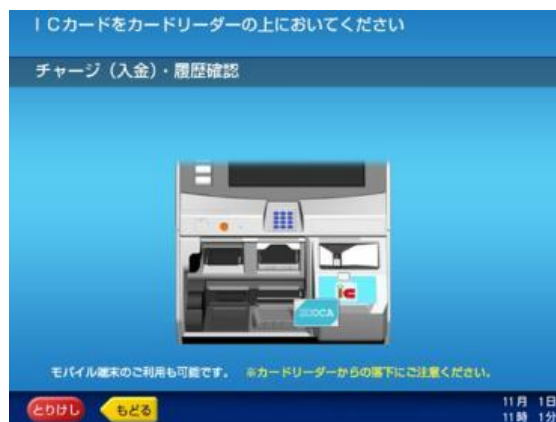 ICカードをカードリーダーの上においてください
チャージ（入金）・履歴確認
ic
ICOCA
モバイル端末のご利用も可能です。 ※カードリーダーからの落下にご注意ください。
とりけし
もどる
11月 1日
11時 1分